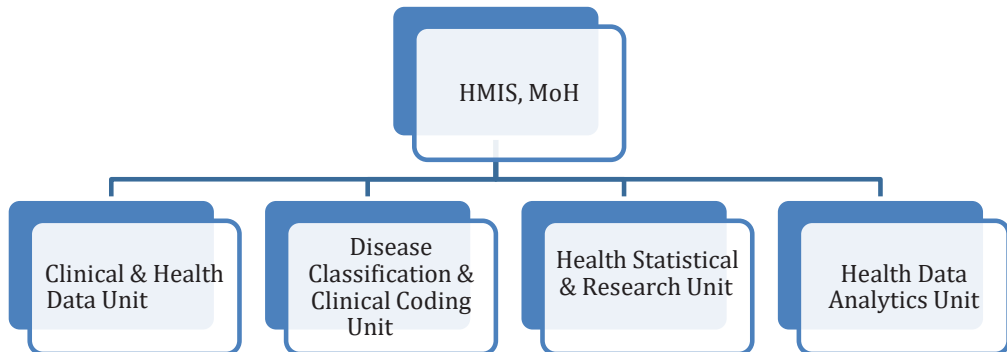 HMIS, MoH
Clinical & Health
Data Unit
Disease
Classification &
Clinical Coding
Unit
Health Statistical
& Research Unit
Health Data
Analytics Unit